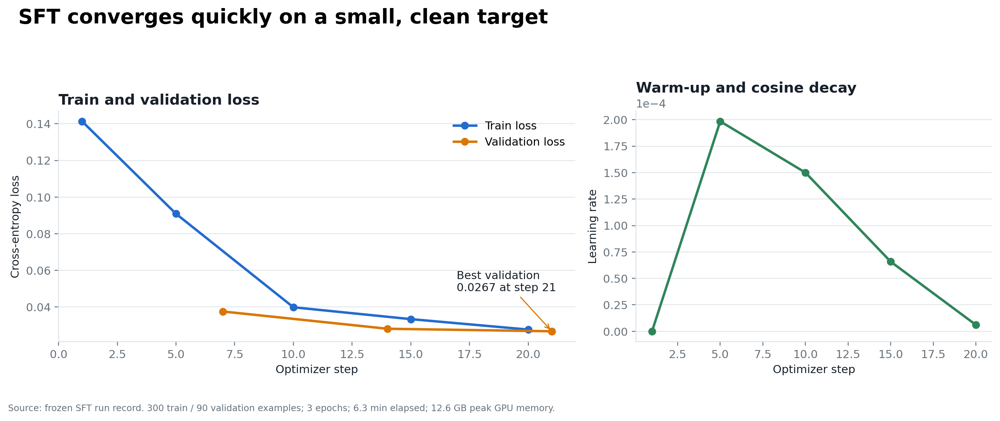 SFT converges quickly on a small, clean target
Train and validation loss
Cross-entropy loss
0.14
0.12
0.10
0.08
0.06
0.04
Train loss
Validation loss
Best validation
0.0267 at step 21
0.0 2.5 5.0 7.5 10.0 12.5 15.0 17.5 20.0
Optimizer step
Warm-up and cosine decay
1e−4
Learning rate
2.00
1.75
1.50
1.25
1.00
0.75
0.50
0.25
0.00
2.5 5.0 7.5 10.0 12.5 15.0 17.5 20.0
Optimizer step
Source: frozen SFT run record. 300 train / 90 validation examples; 3 epochs; 6.3 min elapsed; 12.6 GB peak GPU memory.